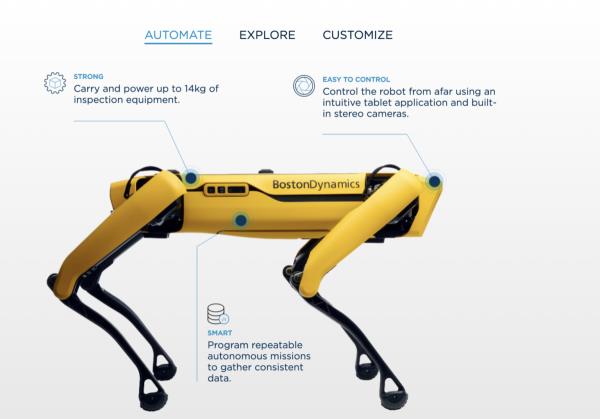 AUTOMATE EXPLORE CUSTOMIZE
STRONG
Carry and power up to 14kg of
inspection equipment.
EASY TO CONTROL
Control the robot from afar using an
intuitive tablet application and built-
in stereo cameras.
BostonDynamics
SMART
Program repeatable
autonomous missions
to gather consistent
data.